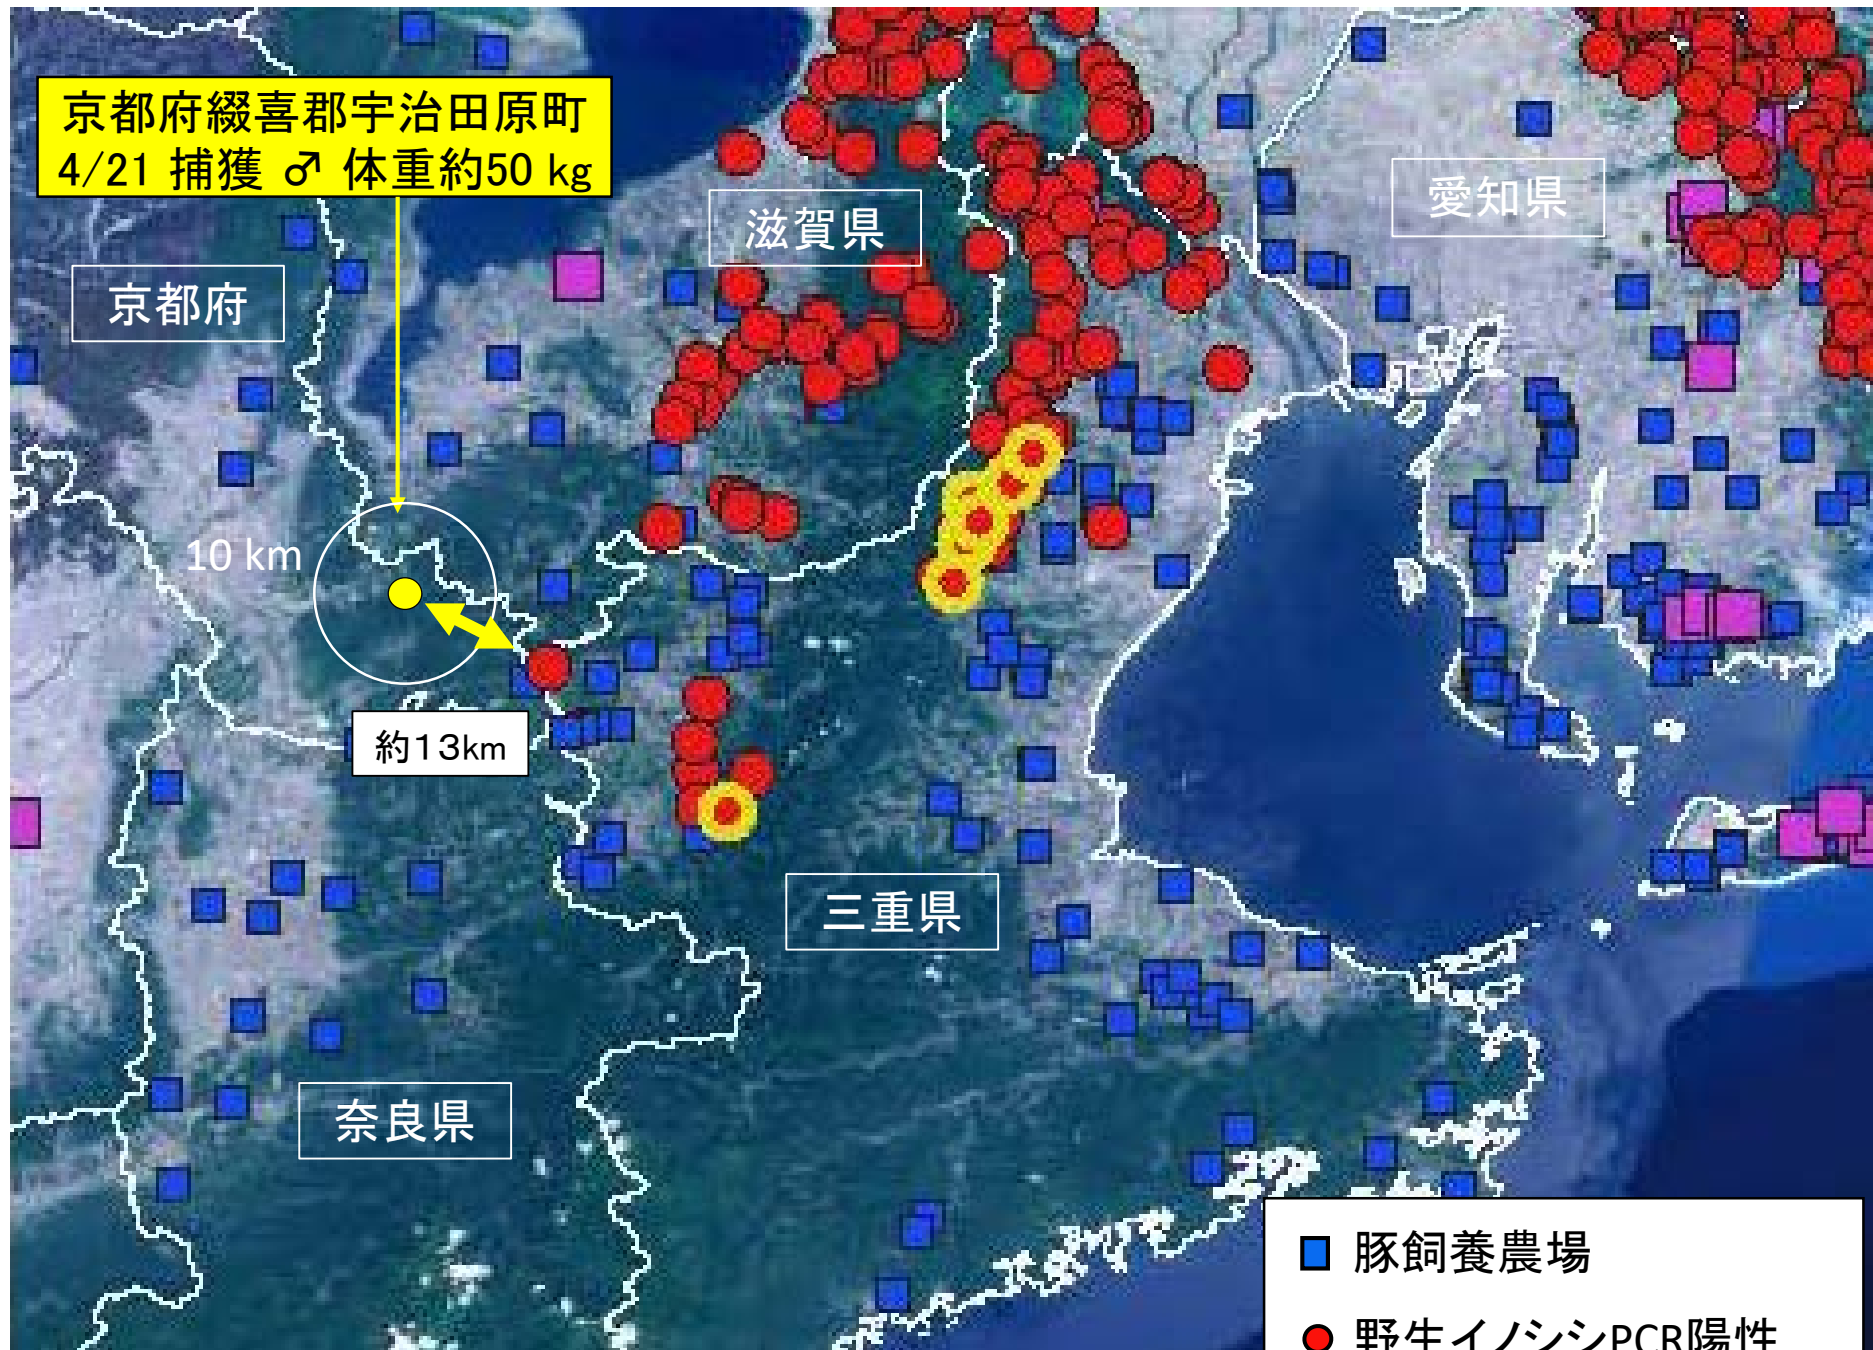 京都府綴喜郡宇治田原町
4/21 捕獲 ♂ 体重約50 kg
滋賀県
愛知県
京都府
10 km
約13km
三重県
奈良県
豚飼養農場
野生イノシシPCR陽性